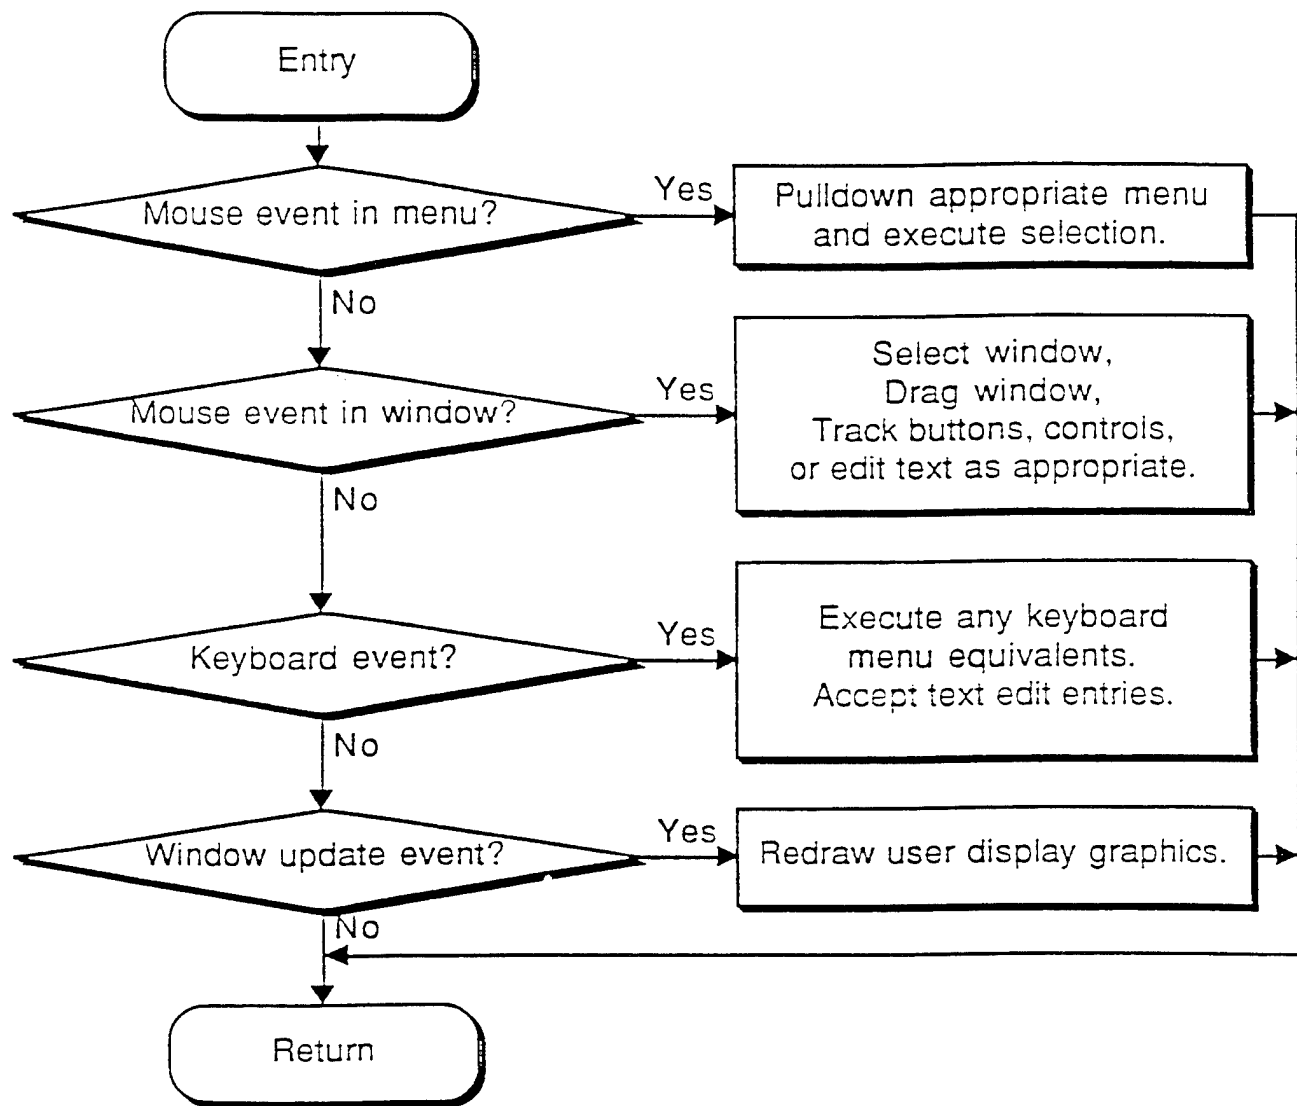 Entry
Mouse event in menu?
Yes
Pulldown appropriate menu
and execute selection.
No
Mouse event in window?
Yes
Select window,
Drag window,
Track buttons, controls,
or edit text as appropriate.
No
Keyboard event?
Yes
Execute any keyboard
menu equivalents.
Accept text edit entries.
No
Window update event?
Yes
Redraw user display graphics.
No
Return